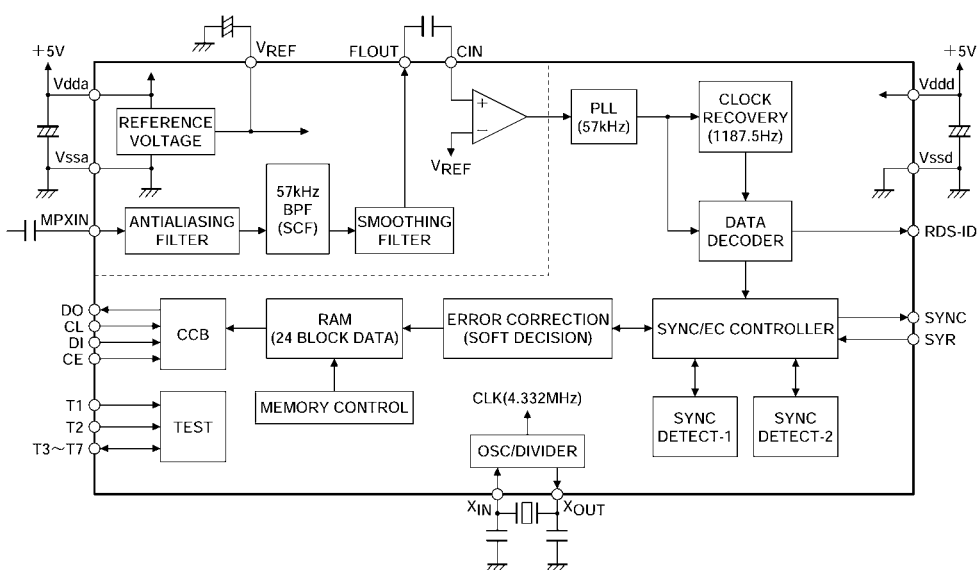 +5V
VREF
FLOUT
CIN
+5V
Vdda
REFERENCE
VOLTAGE
Vssa
+
−
VREF
PLL
(57kHz)
CLOCK
RECOVERY
(1187.5Hz)
Vddd
Vssd
MPXIN
ANTIALIASING
FILTER
57kHz
BPF
(SCF)
SMOOTHING
FILTER
DATA
DECODER
RDS-ID
DO
CL
DI
CE
CCB
RAM
(24 BLOCK DATA)
ERROR CORRECTION
(SOFT DECISION)
SYNC/EC CONTROLLER
SYNC
SYR
T1
T2
T3～T7
TEST
MEMORY CONTROL
CLK(4.332MHz)
OSC/DIVIDER
SYNC
DETECT-1
SYNC
DETECT-2
XIN
XOUT